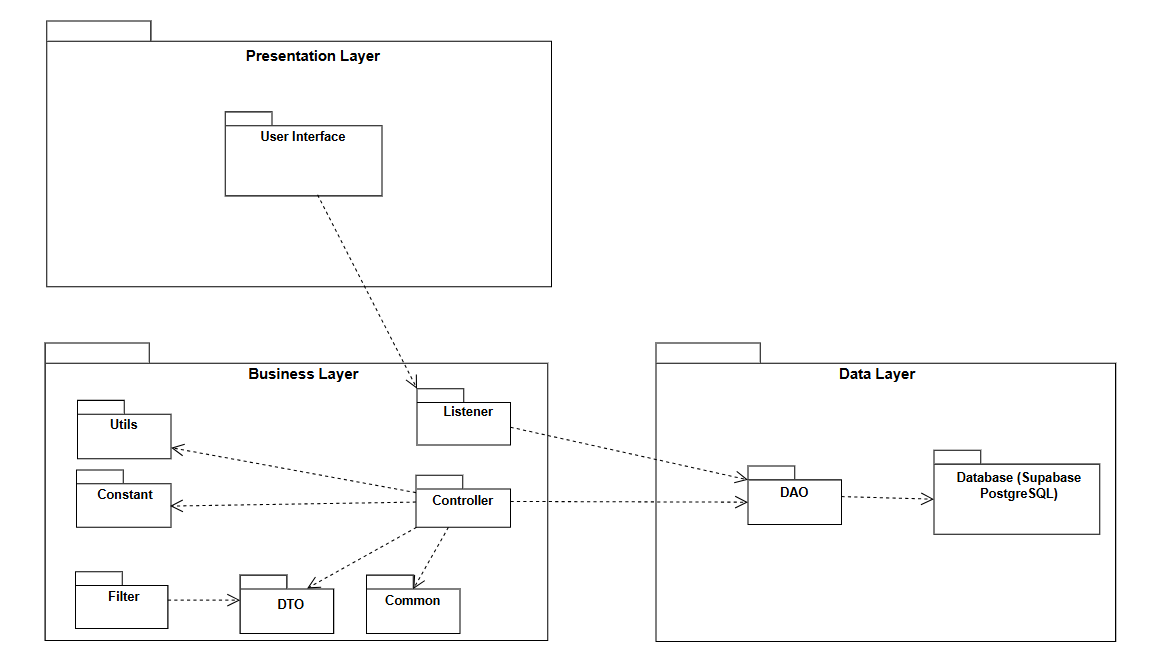 Presentation Layer
User Interface
Business Layer
Data Layer
Utils
Listener
Constant
Controller
DAO
Database (Supabase
PostgreSQL)
Filter
DTO
Common